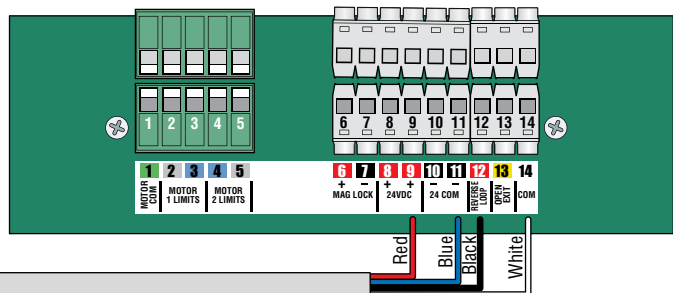 1 2 3 4 5
6 7 8 9 10 11 12 13 14
1 2 3 4 5
6 7 8 9 10 11 12 13 14
+ − + + − −
MOTOR COM
MOTOR 1 LIMITS
MOTOR 2 LIMITS
MAG LOCK
24VDC
24 COM
REVERSE LOOP
OPEN EXIT
COM
Red
Blue
Black
White